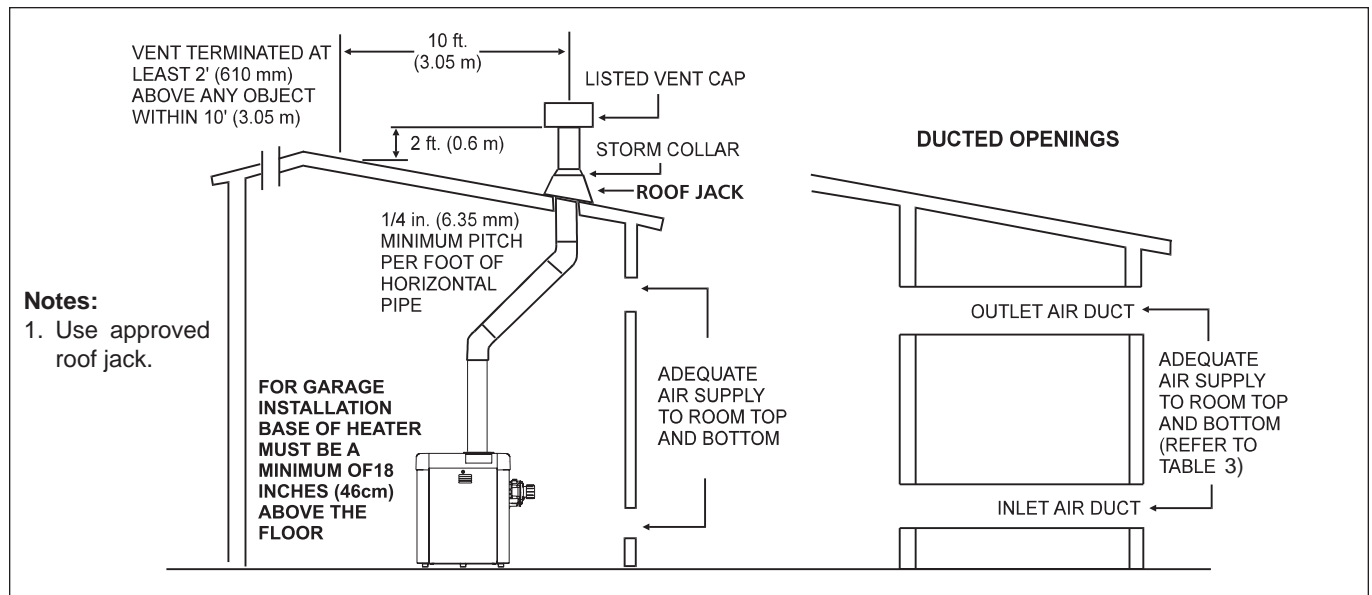 VENT TERMINATED AT
LEAST 2' (610 mm)
ABOVE ANY OBJECT
WITHIN 10' (3.05 m)
10 ft.
(3.05 m)
LISTED VENT CAP
2 ft. (0.6 m)
STORM COLLAR
ROOF JACK
1/4 in. (6.35 mm)
MINIMUM PITCH
PER FOOT OF
HORIZONTAL
PIPE
Notes:
1. Use approved
roof jack.
FOR GARAGE
INSTALLATION
BASE OF HEATER
MUST BE A
MINIMUM OF18
INCHES (46cm)
ABOVE THE
FLOOR
ADEQUATE
AIR SUPPLY
TO ROOM TOP
AND BOTTOM
DUCTED OPENINGS
OUTLET AIR DUCT
ADEQUATE
AIR SUPPLY
TO ROOM TOP
AND BOTTOM
(REFER TO
TABLE 3)
INLET AIR DUCT